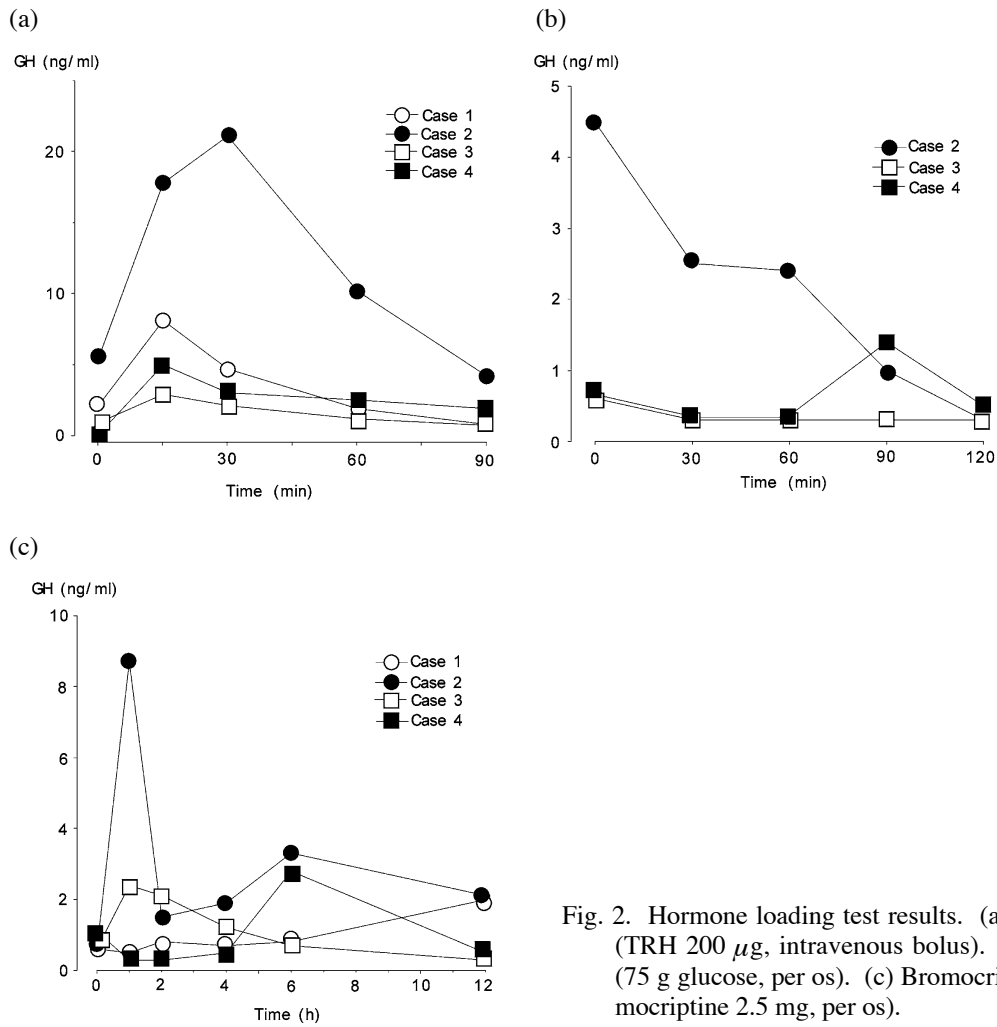 (a)
GH (ng/ml)
20
10
0
0 30 60 90
Time (min)
Case 1
Case 2
Case 3
Case 4
(b)
GH (ng/ml)
5
4
3
2
1
0
0 30 60 90 120
Time (min)
Case 2
Case 3
Case 4
(c)
GH (ng/ml)
10
8
6
4
2
0
0 2 4 6 8 10 12
Time (h)
Case 1
Case 2
Case 3
Case 4
Fig. 2. Hormone loading test results. (a
(TRH 200 μg, intravenous bolus).
(75 g glucose, per os). (c) Bromocri
mocriptine 2.5 mg, per os).